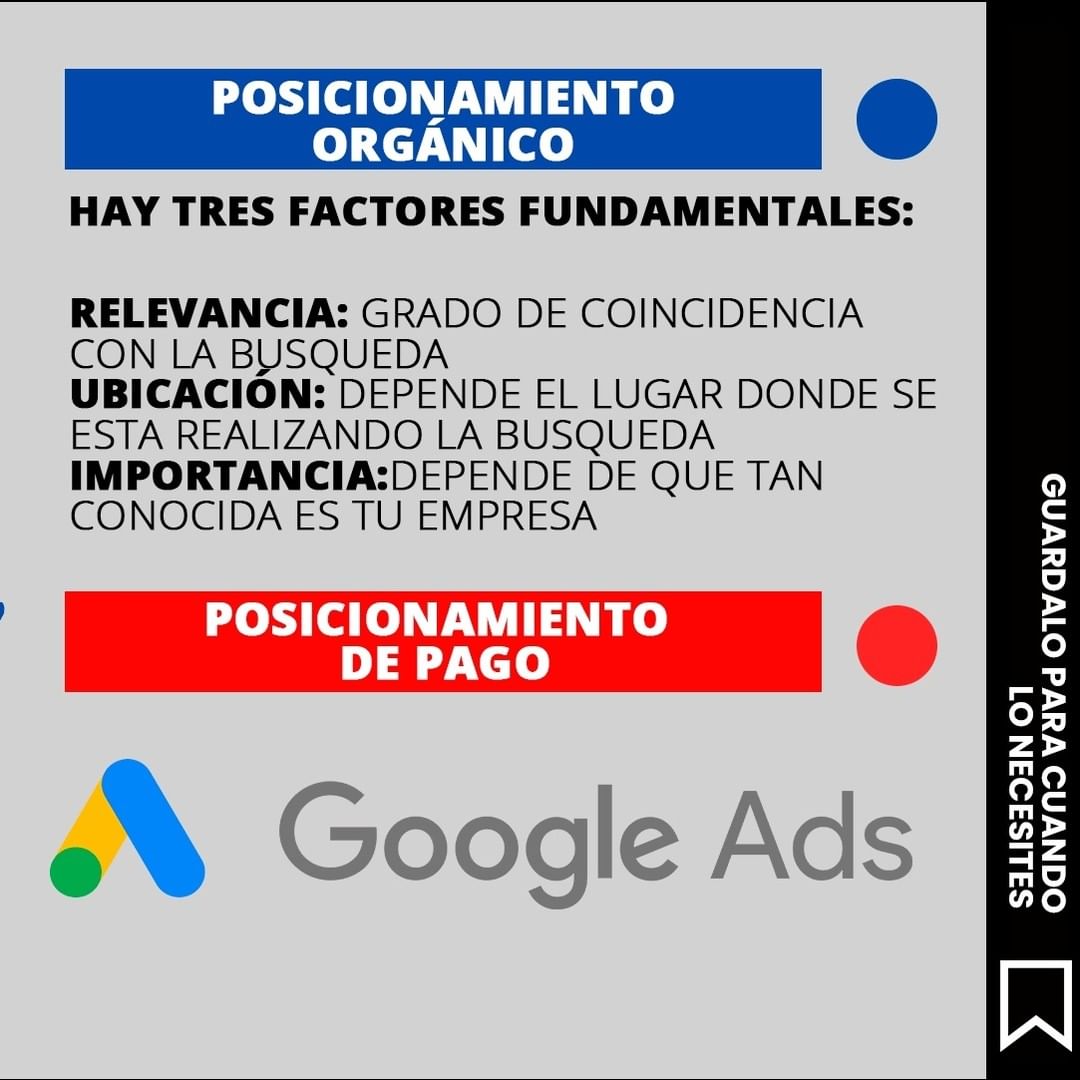 POSICIONAMIENTO
ORGÁNICO
HAY TRES FACTORES FUNDAMENTALES:
RELEVANCIA: GRADO DE COINCIDENCIA
CON LA BUSQUEDA
UBICACIÓN: DEPENDE EL LUGAR DONDE SE
ESTA REALIZANDO LA BUSQUEDA
IMPORTANCIA:DEPENDE DE QUE TAN
CONOCIDA ES TU EMPRESA
POSICIONAMIENTO
DE PAGO
Google Ads
GUARDALO PARA CUANDO
LO NECESITES